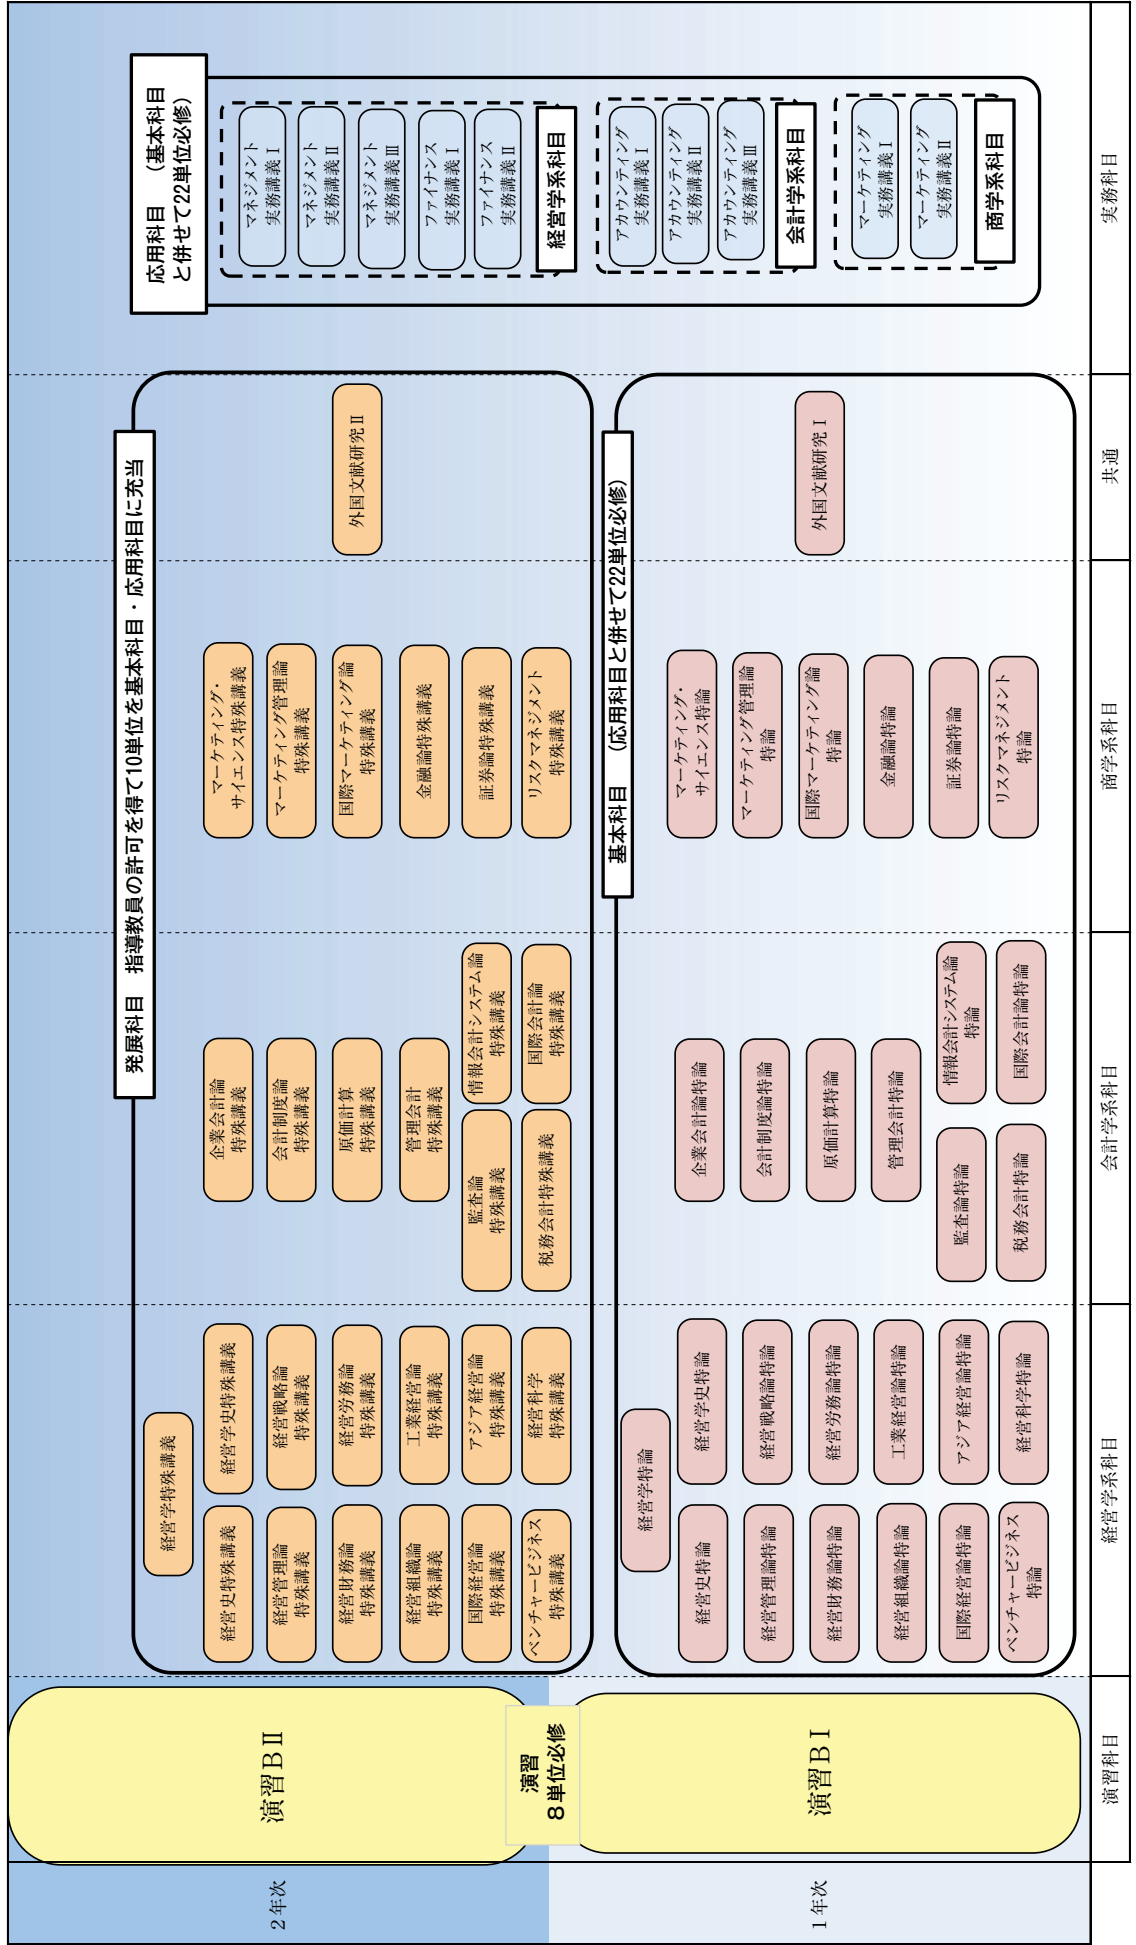 2年次
1年次
演習BⅡ
演習
8単位必修
演習BⅠ
発展科目 指導教員の許可を得て10単位を基本科目・応用科目に充当
経営学特殊講義
経営史特殊講義
経営学史特殊講義
経営管理論
特殊講義
経営戦略論
特殊講義
経営財務論
特殊講義
経営労務論
特殊講義
経営組織論
特殊講義
工業経営論
特殊講義
国際経営論
特殊講義
アジア経営論
特殊講義
ベンチャービジネス
特殊講義
経営科学
特殊講義
企業会計論
特殊講義
会計制度論
特殊講義
原価計算
特殊講義
管理会計
特殊講義
監査論
特殊講義
情報会計システム論
特殊講義
税務会計特殊講義
国際会計論
特殊講義
マーケティング・
サイエンス特殊講義
マーケティング管理論
特殊講義
国際マーケティング論
特殊講義
金融論特殊講義
証券論特殊講義
リスクマネジメント
特殊講義
外国文献研究Ⅱ
基本科目 (応用科目と併せて22単位必修)
経営学特論
経営史特論
経営学史特論
経営管理論特論
経営戦略論特論
経営財務論特論
経営労務論特論
経営組織論特論
工業経営論特論
国際経営論特論
アジア経営論特論
ベンチャービジネス
特論
経営科学特論
企業会計論特論
会計制度論特論
原価計算特論
管理会計特論
監査論特論
情報会計システム論
特論
税務会計特論
国際会計論特論
マーケティング・
サイエンス特論
マーケティング管理論
特論
国際マーケティング論
特論
金融論特論
証券論特論
リスクマネジメント
特論
外国文献研究Ⅰ
応用科目 (基本科目
と併せて22単位必修)
マネジメント
実務講義Ⅰ
マネジメント
実務講義Ⅱ
マネジメント
実務講義Ⅲ
ファイナンス
実務講義Ⅰ
ファイナンス
実務講義Ⅱ
経営学系科目
アカウンティング
実務講義Ⅰ
アカウンティング
実務講義Ⅱ
アカウンティング
実務講義Ⅲ
会計学系科目
マーケティング
実務講義Ⅰ
マーケティング
実務講義Ⅱ
商学系科目
演習科目
経営学系科目
会計学系科目
商学系科目
共通
実務科目